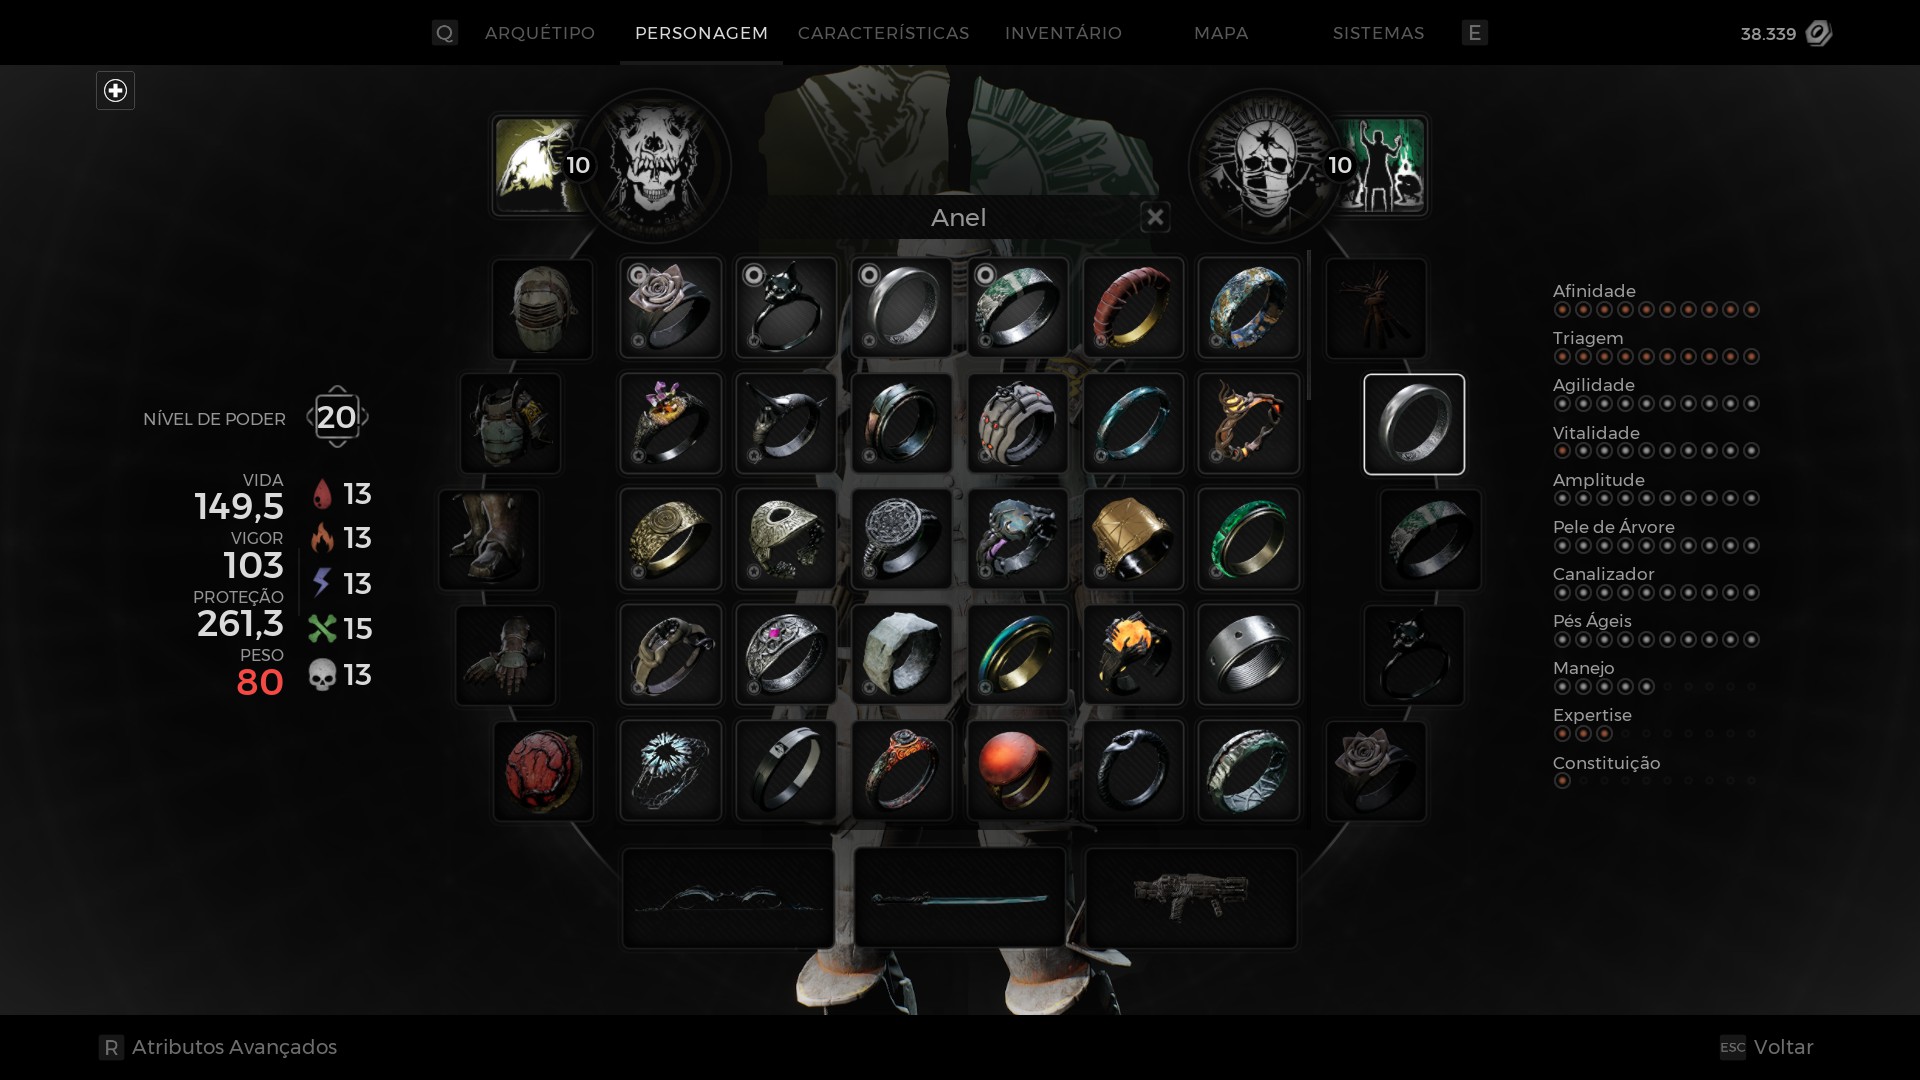 Q ARQUÉTIPO PERSONAGEM CARACTERÍSTICAS INVENTÁRIO MAPA SISTEMAS E 38.339
10 10
Anel
NÍVEL DE PODER 20
VIDA
149,5
VIGOR
103
PROTEÇÃO
261,3
PESO
80
13
13
13
15
13
Afinidade
Triagem
Agilidade
Vitalidade
Amplitude
Pele de Árvore
Canalizador
Pés Ágeis
Manejo
Expertise
Constituição
R Atributos Avançados
ESC Voltar